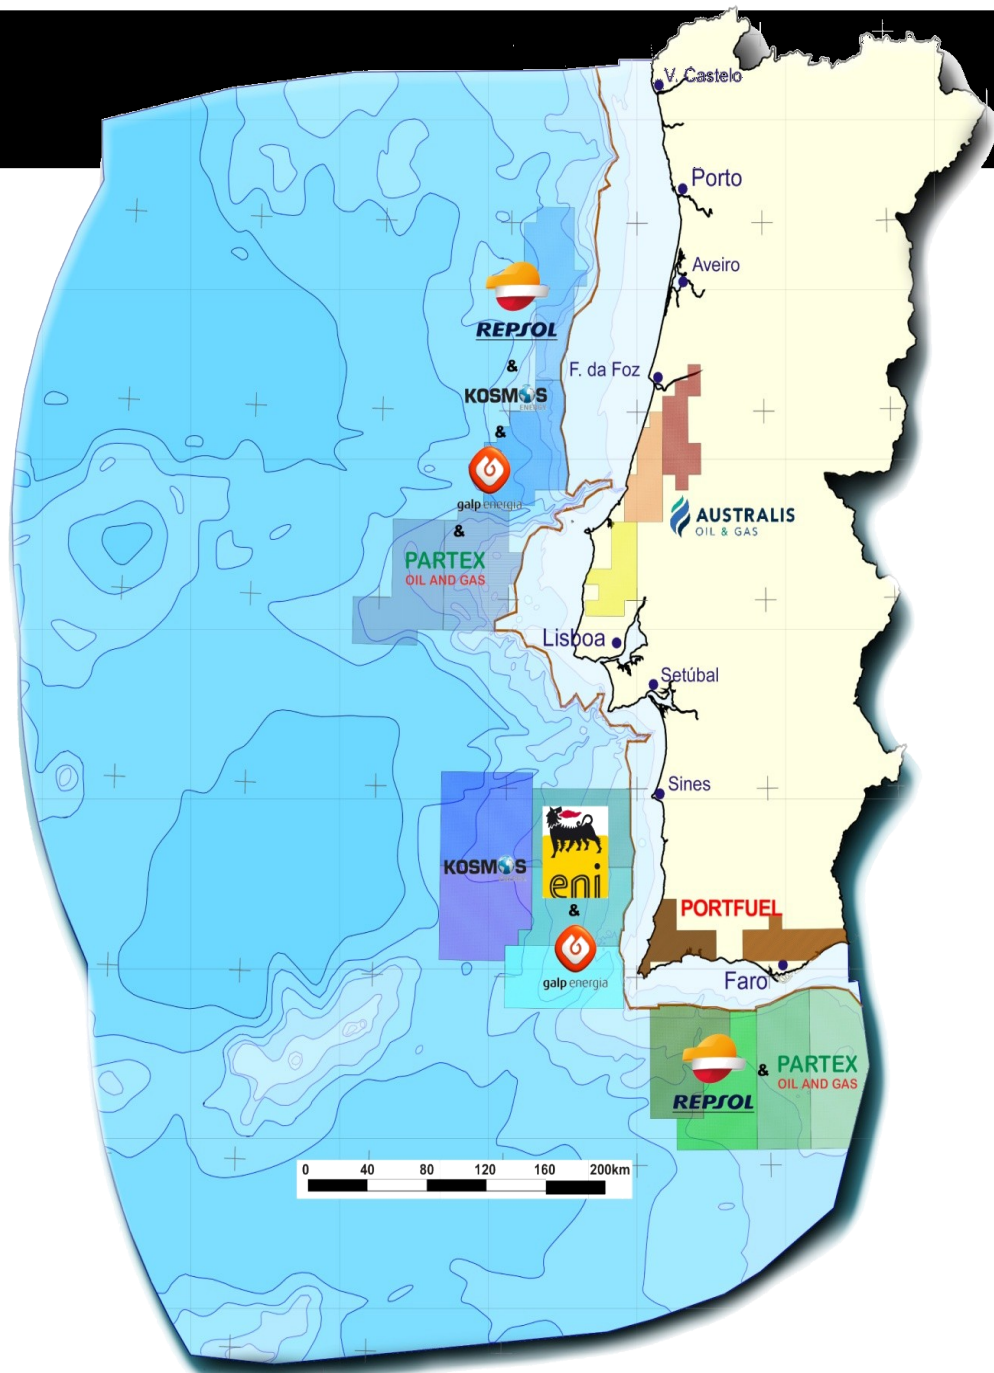 V. Castelo
Porto
Aveiro
REPSOL
&
F. da Foz
KOSMOS
ENERGY
&
galp energia
&
AUSTRALIS
OIL & GAS
PARTEX
OIL AND GAS
Lisboa
Setúbal
Sines
KOSMOS
eni
&
galp energia
PORTFUEL
Faro
REPSOL
&
PARTEX
OIL AND GAS
0 40 80 120 160 200km